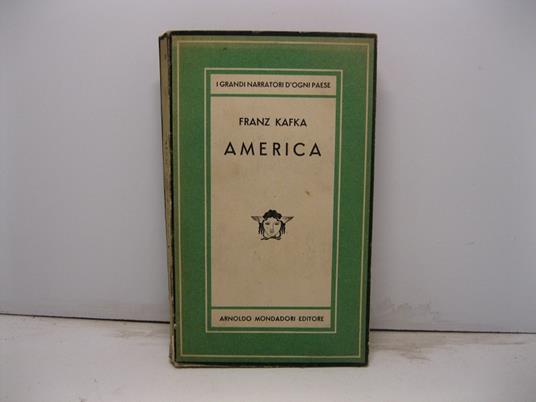 I GRANDI NARRATORI D'OGNI PAESE
FRANZ KAFKA
AMERICA
ARNOLDO MONDADORI EDITORE